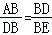 AB/DB = BD/BE